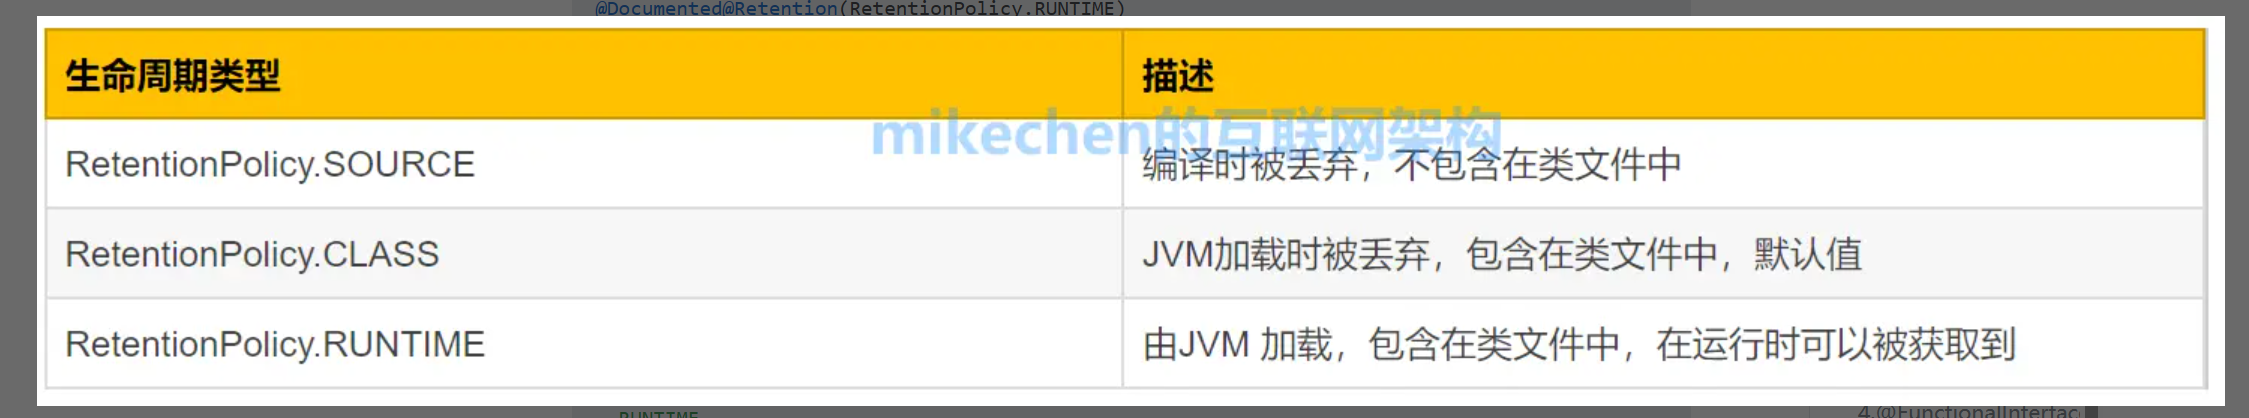 @Documented@Retention(RetentionPolicy.RUNTIME)
生命周期类型 描述
mikechen的互联网架构
RetentionPolicy.SOURCE 编译时被丢弃，不包含在类文件中
RetentionPolicy.CLASS JVM加载时被丢弃，包含在类文件中，默认值
RetentionPolicy.RUNTIME 由JVM 加载，包含在类文件中，在运行时可以被获取到
RUNTIME
4.@FunctionalInterfac